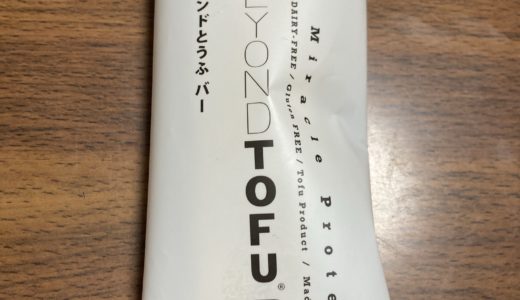 Miracle Prote
DAIRY-FREE / Gluten FREE / Tofu Product / Mad
EYONDTOFU®
ンドとうふ バー